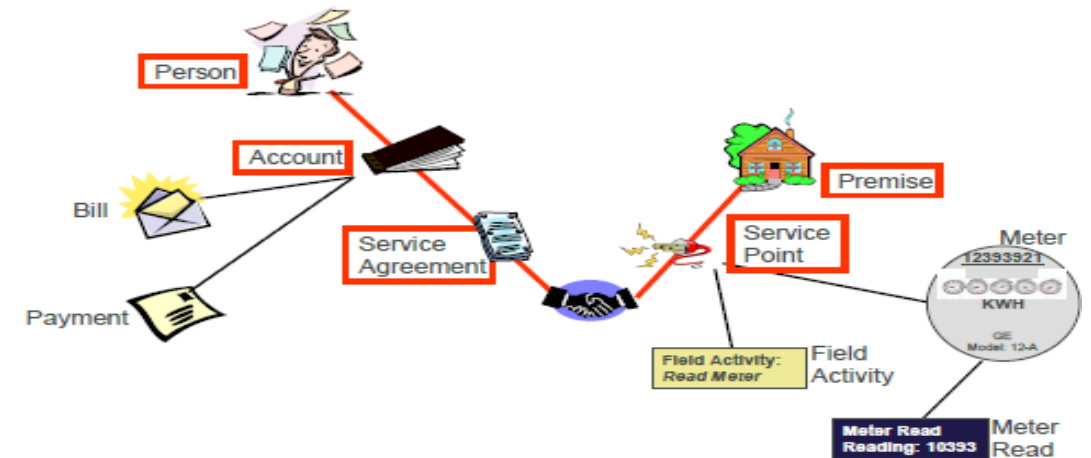 Person
Account
Bill
Payment
Service
Agreement
Premise
Service
Point
Meter
12393921
KWH
GE
Model: 12-A
Field Activity:
Read Meter
Field
Activity
Meter Read
Reading: 10393
Meter
Read